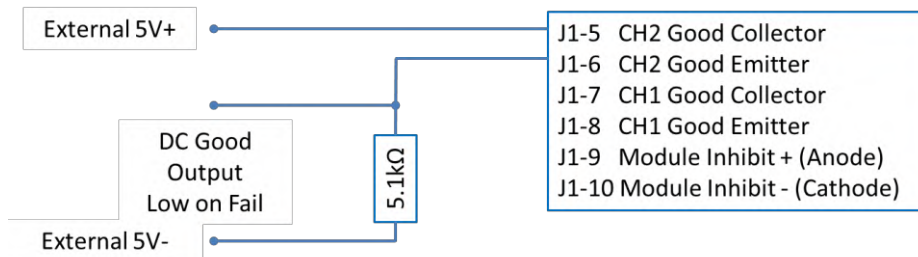 External 5V+
DC Good
Output
Low on Fail
External 5V-
5.1kΩ
J1-5 CH2 Good Collector
J1-6 CH2 Good Emitter
J1-7 CH1 Good Collector
J1-8 CH1 Good Emitter
J1-9 Module Inhibit + (Anode)
J1-10 Module Inhibit - (Cathode)